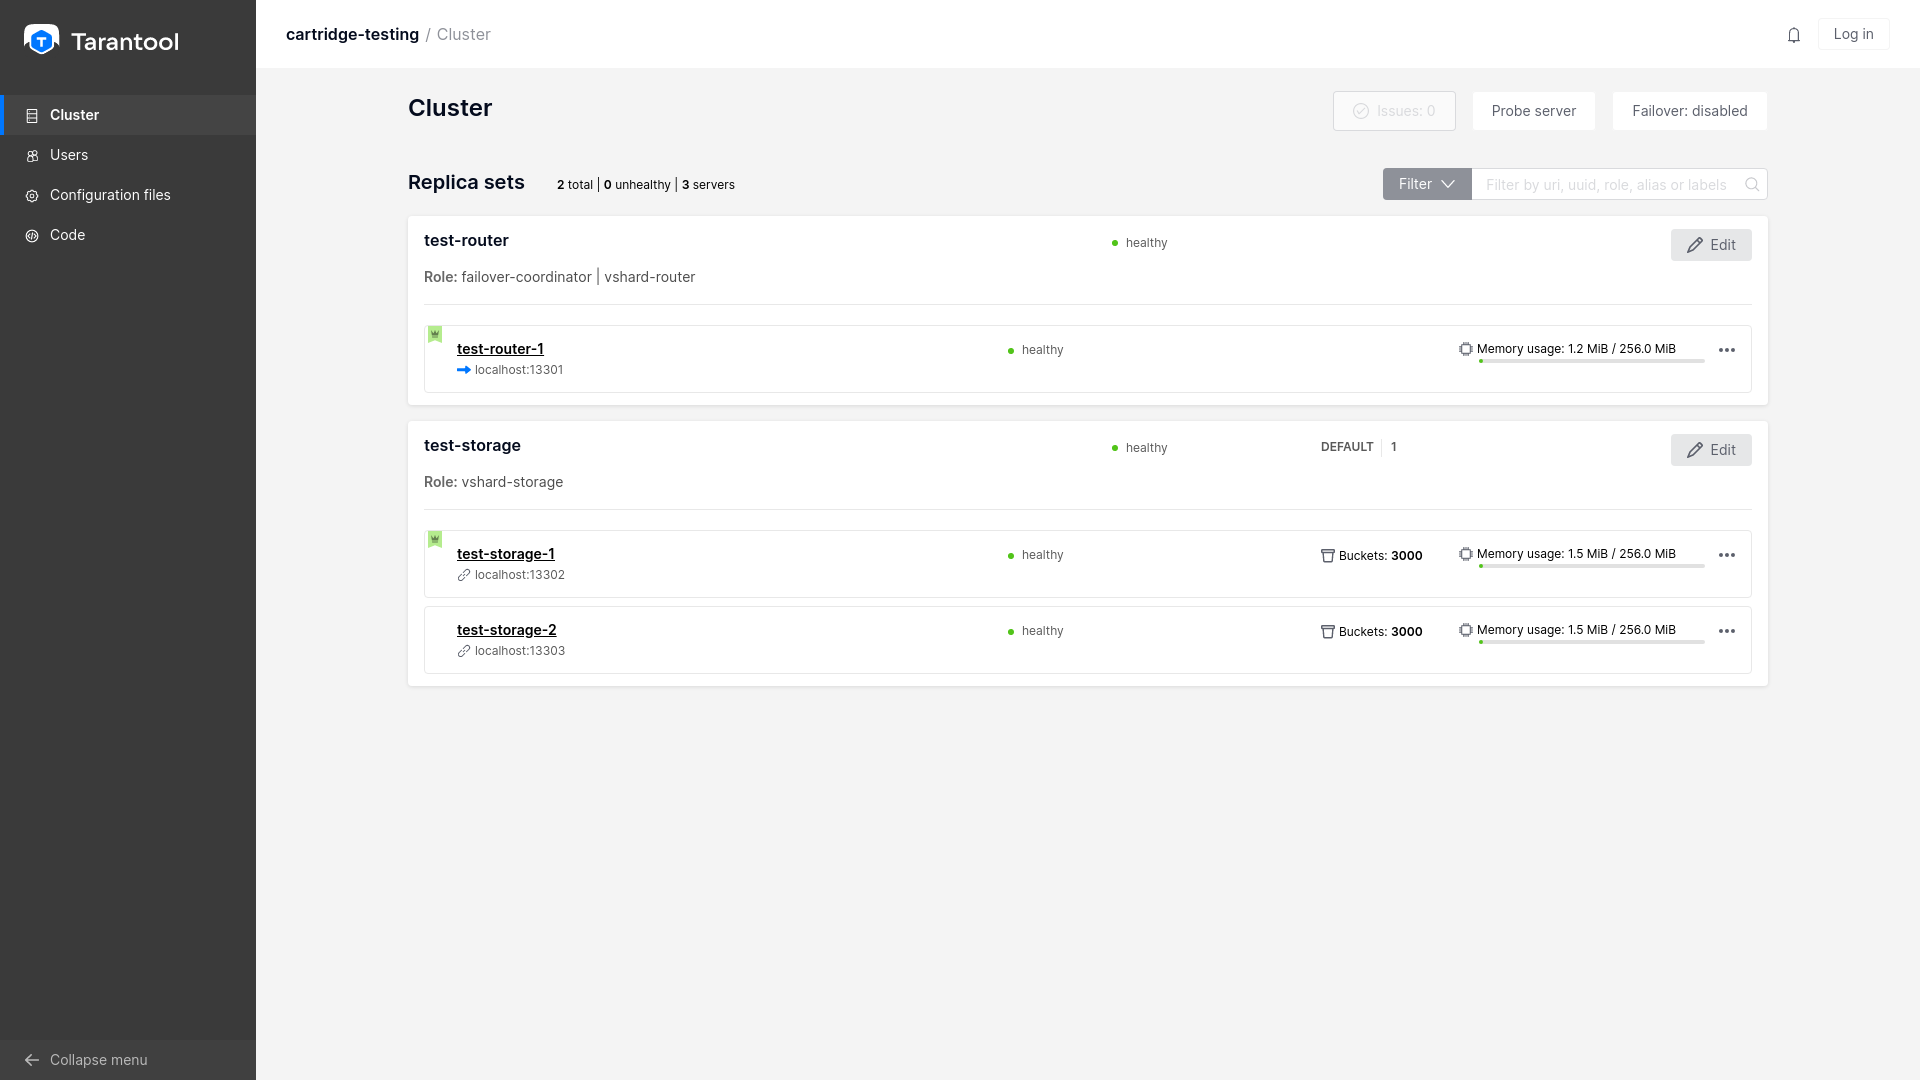 Tarantool
cartridge-testing / Cluster
Log in
Cluster
Users
Configuration files
Code
Cluster
Issues: 0
Probe server
Failover: disabled
Replica sets
2 total | 0 unhealthy | 3 servers
Filter
Filter by uri, uuid, role, alias or labels
test-router
healthy
Edit
Role: failover-coordinator | vshard-router
test-router-1
healthy
Memory usage: 1.2 MiB / 256.0 MiB
localhost:13301
test-storage
healthy
DEFAULT | 1
Edit
Role: vshard-storage
test-storage-1
healthy
Buckets: 3000
Memory usage: 1.5 MiB / 256.0 MiB
localhost:13302
test-storage-2
healthy
Buckets: 3000
Memory usage: 1.5 MiB / 256.0 MiB
localhost:13303
Collapse menu